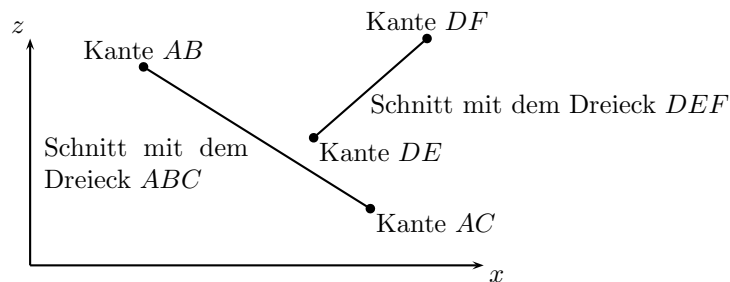 z
Kante DF
Kante AB
Schnitt mit dem Dreieck DEF
Schnitt mit dem
Dreieck ABC
Kante DE
Kante AC
x